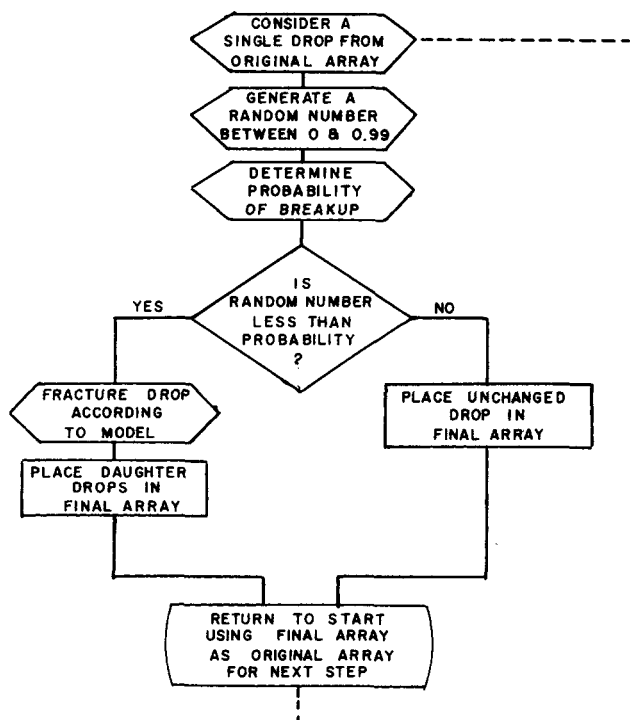 CONSIDER A
SINGLE DROP FROM
ORIGINAL ARRAY
GENERATE A
RANDOM NUMBER
BETWEEN 0 & 0.99
DETERMINE
PROBABILITY
OF BREAKUP
IS
RANDOM NUMBER
LESS THAN
PROBABILITY
?
YES
NO
FRACTURE DROP
ACCORDING
TO MODEL
PLACE DAUGHTER
DROPS IN
FINAL ARRAY
PLACE UNCHANGED
DROP IN
FINAL ARRAY
RETURN TO START
USING FINAL ARRAY
AS ORIGINAL ARRAY
FOR NEXT STEP